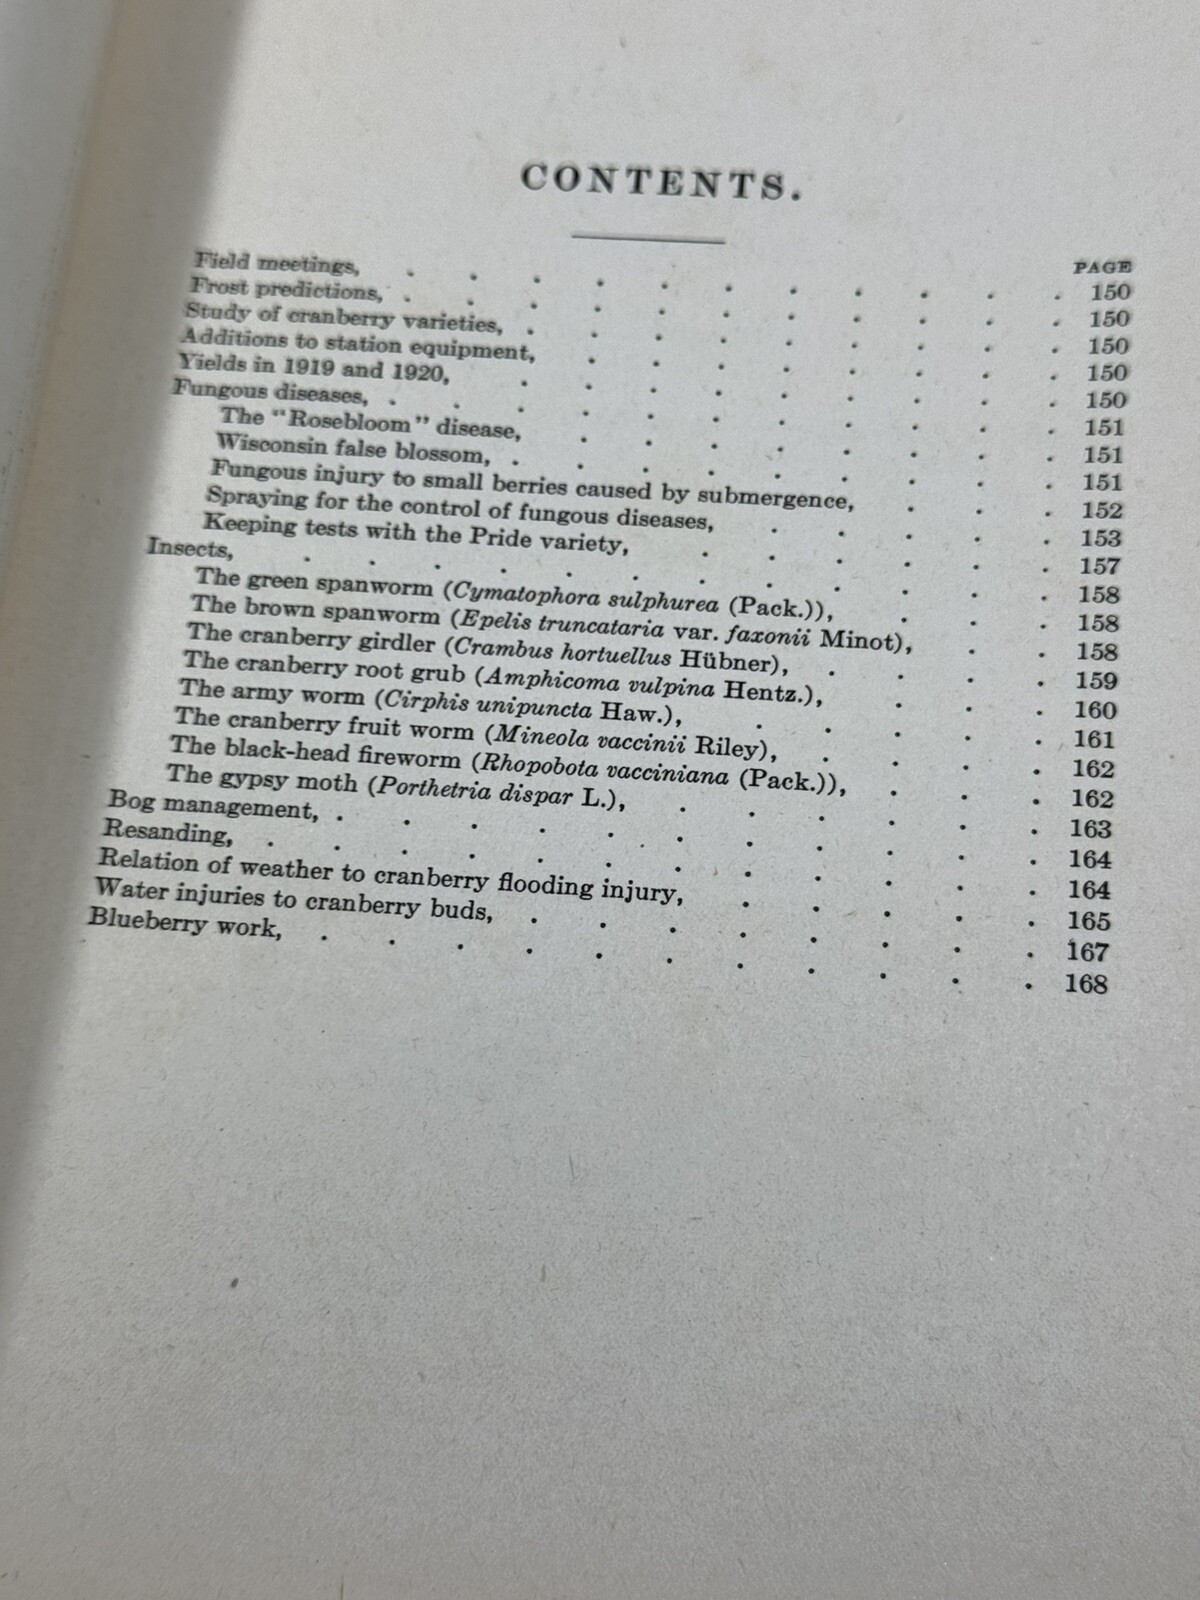 CONTENTS.
PAGE
Field meetings, . . . . . . . . . . . 150
Frost predictions, . . . . . . . . . . . 150
Study of cranberry varieties, . . . . . . . . . 150
Additions to station equipment, . . . . . . . . 150
Yields in 1919 and 1920, . . . . . . . . . 150
Fungous diseases, . . . . . . . . . . . 151
The "Rosebloom" disease, . . . . . . . . 151
Wisconsin false blossom, . . . . . . . . . 151
Fungous injury to small berries caused by submergence, . . . 152
Spraying for the control of fungous diseases, . . . . . 153
Keeping tests with the Pride variety, . . . . . . 157
Insects, . . . . . . . . . . . . 158
The green spanworm (Cymatophora sulphurea (Pack.)), . . . 158
The brown spanworm (Epelis truncataria var. faxonii Minot), . . 158
The cranberry girdler (Crambus hortuellus Hübner), . . . . 159
The cranberry root grub (Amphicoma vulpina Hentz.), . . . 160
The army worm (Cirphis unipuncta Haw.), . . . . . 161
The cranberry fruit worm (Mineola vaccinii Riley), . . . . 162
The black-head fireworm (Rhopobota vacciniana (Pack.)), . . . 162
The gypsy moth (Porthetria dispar L.), . . . . . . 163
Bog management, . . . . . . . . . . . 164
Resanding, . . . . . . . . . . . . 164
Relation of weather to cranberry flooding injury, . . . . . 165
Water injuries to cranberry buds, . . . . . . . . 167
Blueberry work, . . . . . . . . . . . 168